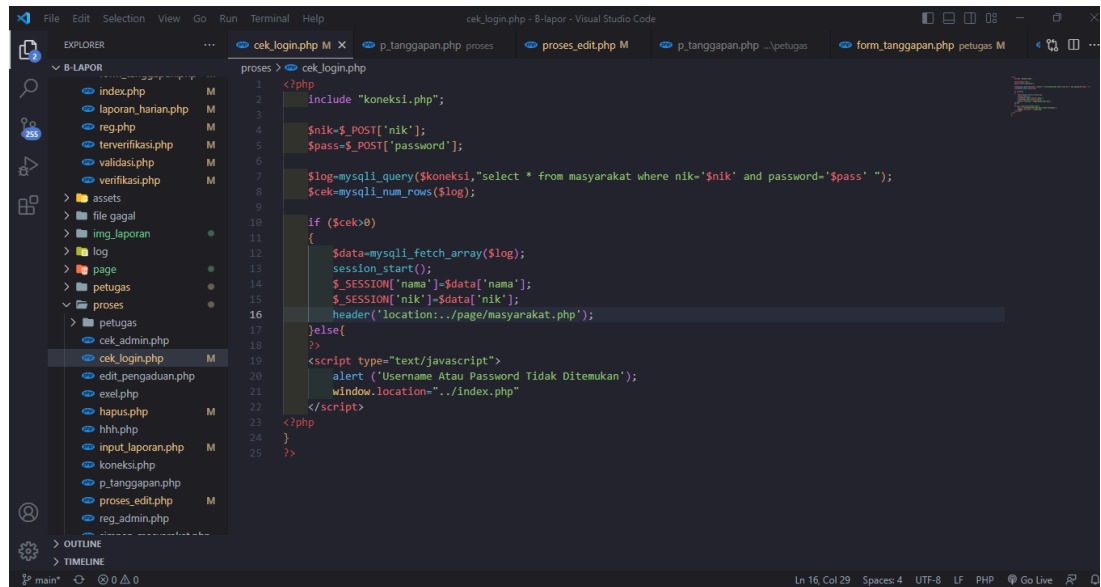 File Edit Selection View Go Run Terminal Help cek_login.php - B-lapor - Visual Studio Code
EXPLORER ...
cek_login.php M X p_tanggapan.php proses proses_edit.php M p_tanggapan.php ...\petugas form_tanggapan.php petugas M
B-LAPOR
index.php M
laporan_harian.php M
reg.php M
terverifikasi.php M
validasi.php M
verifikasi.php M
assets
file gagal
img_laporan
log
page
petugas
proses
petugas
cek_admin.php
cek_login.php M
edit_pengaduan.php
exel.php
hapus.php M
hhh.php
input_laporan.php M
koneksi.php
p_tanggapan.php
proses_edit.php M
reg_admin.php
OUTLINE
TIMELINE
2
255
proses > cek_login.php
1 <?php
2 include "koneksi.php";
3
4 $nik=$_POST['nik'];
5 $pass=$_POST['password'];
6
7 $log=mysqli_query($koneksi,"select * from masyarakat where nik='$nik' and password='$pass' ");
8 $cek=mysqli_num_rows($log);
9
10 if ($cek>0)
11 {
12 $data=mysqli_fetch_array($log);
13 session_start();
14 $_SESSION['nama']=$data['nama'];
15 $_SESSION['nik']=$data['nik'];
16 header('location:../page/masyarakat.php');
17 }else{
18 ?>
19 <script type="text/javascript">
20 alert ('Username Atau Password Tidak Ditemukan');
21 window.location="../index.php"
22 </script>
23 <?php
24 }
25 ?>
main* 0 0 Ln 16, Col 29 Spaces: 4 UTF-8 LF PHP Go Live